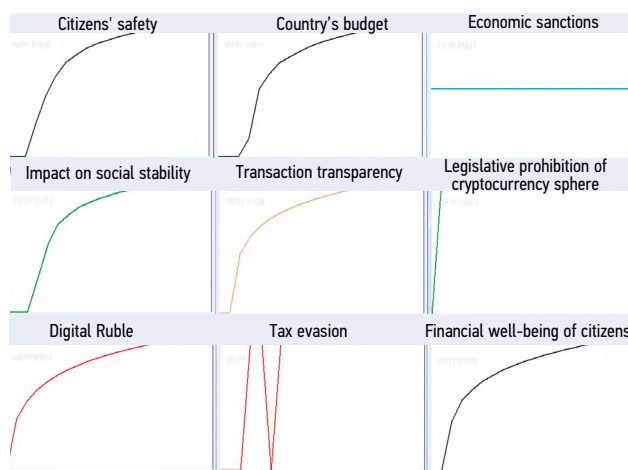 Citizens' safety
Country's budget
Economic sanctions
Impact on social stability
Transaction transparency
Legislative prohibition of
cryptocurrency sphere
Digital Ruble
Tax evasion
Financial well-being of citizens